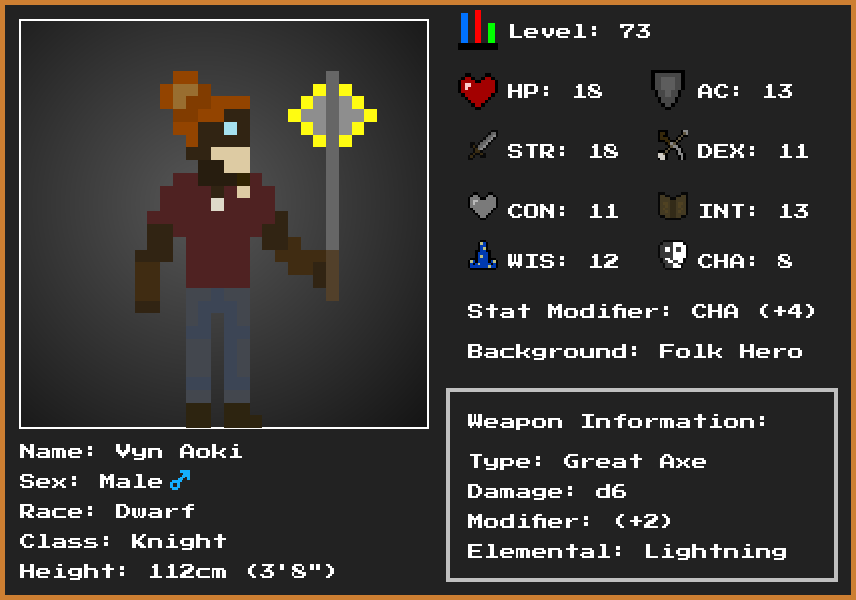 Level: 73
HP: 18
AC: 13
STR: 18
DEX: 11
CON: 11
INT: 13
WIS: 12
CHA: 8
Stat Modifier: CHA (+4)
Background: Folk Hero
Weapon Information:
Type: Great Axe
Damage: d6
Modifier: (+2)
Elemental: Lightning
Name: Vyn Aoki
Sex: Male♂
Race: Dwarf
Class: Knight
Height: 112cm (3'8")